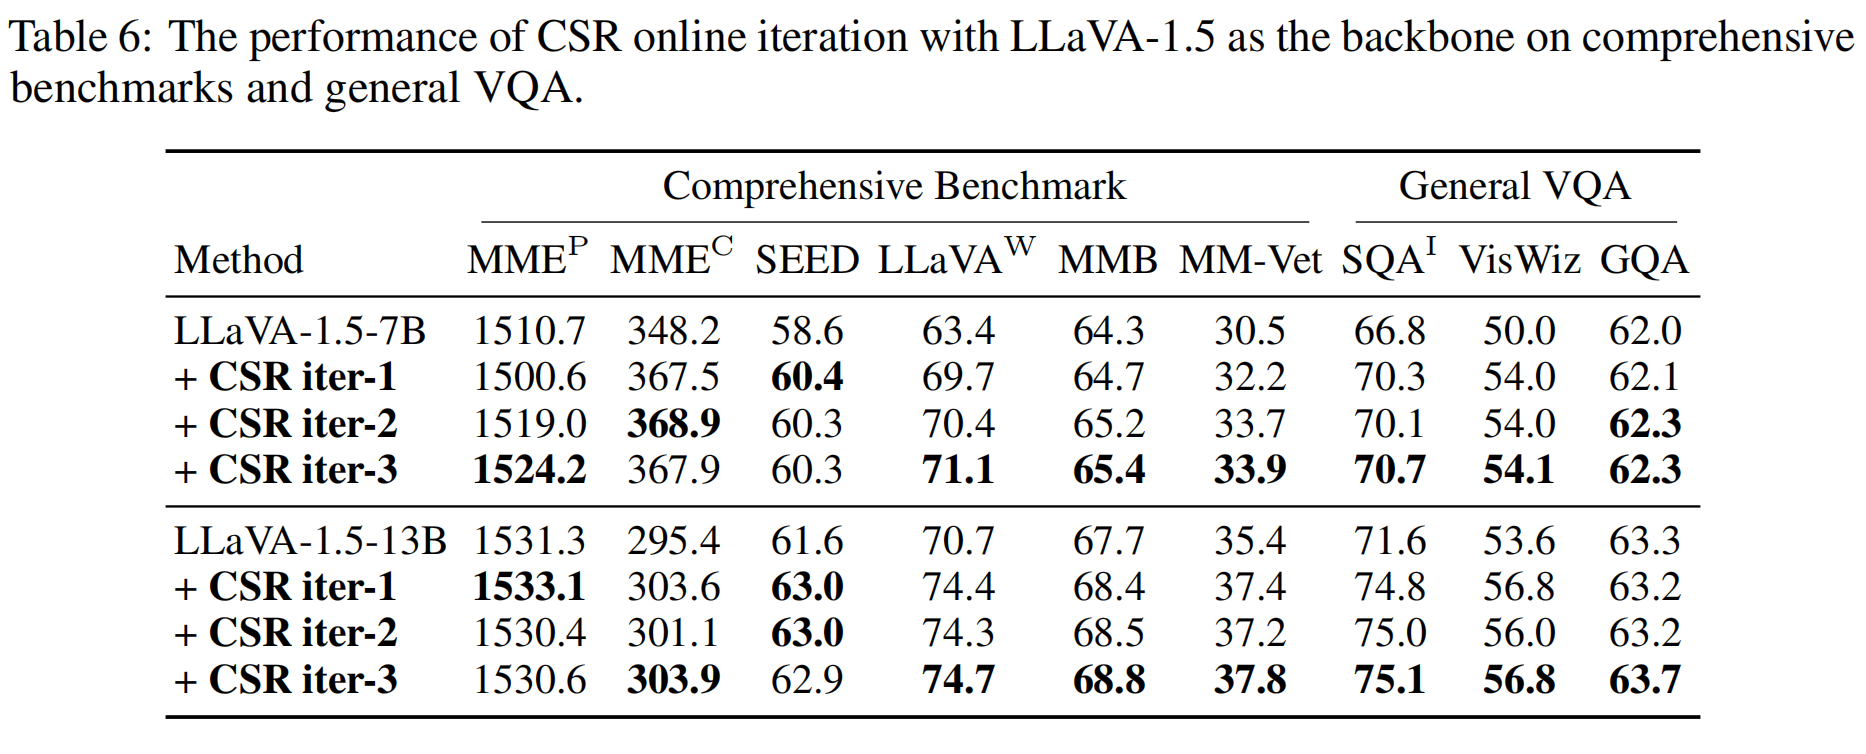 Table 6: The performance of CSR online iteration with LLaVA-1.5 as the backbone on comprehensive
benchmarks and general VQA.
Comprehensive Benchmark General VQA
Method MME^P MME^C SEED LLaVA^W MMB MM-Vet SQA^I VisWiz GQA
LLaVA-1.5-7B 1510.7 348.2 58.6 63.4 64.3 30.5 66.8 50.0 62.0
+ CSR iter-1 1500.6 367.5 60.4 69.7 64.7 32.2 70.3 54.0 62.1
+ CSR iter-2 1519.0 368.9 60.3 70.4 65.2 33.7 70.1 54.0 62.3
+ CSR iter-3 1524.2 367.9 60.3 71.1 65.4 33.9 70.7 54.1 62.3
LLaVA-1.5-13B 1531.3 295.4 61.6 70.7 67.7 35.4 71.6 53.6 63.3
+ CSR iter-1 1533.1 303.6 63.0 74.4 68.4 37.4 74.8 56.8 63.2
+ CSR iter-2 1530.4 301.1 63.0 74.3 68.5 37.2 75.0 56.0 63.2
+ CSR iter-3 1530.6 303.9 62.9 74.7 68.8 37.8 75.1 56.8 63.7